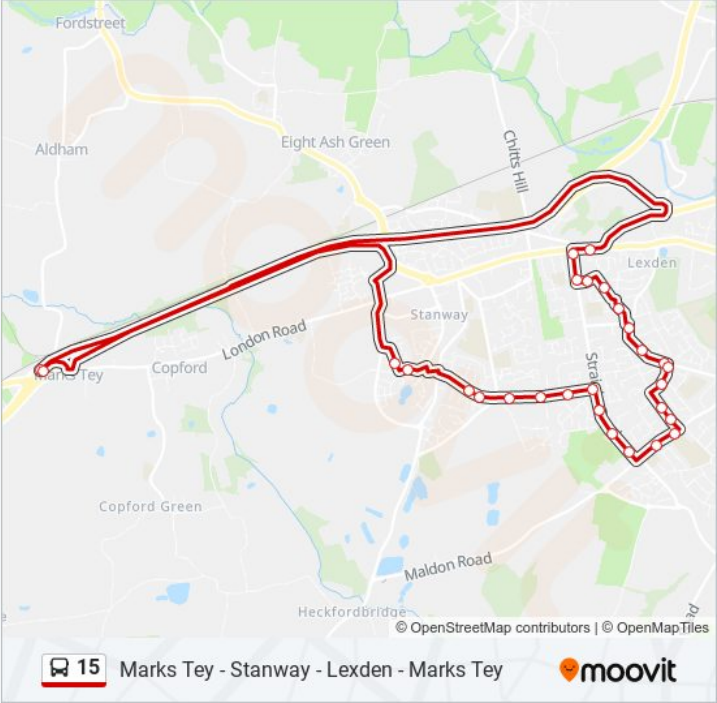 Fordstreet
Aldham
Eight Ash Green
Chitts Hill
Lexden
Stanway
London Road
Marks Tey
Copford
Strai
Copford Green
Maldon Road
Heckfordbridge
© OpenStreetMap contributors | © OpenMapTiles
15 Marks Tey - Stanway - Lexden - Marks Tey
moovit